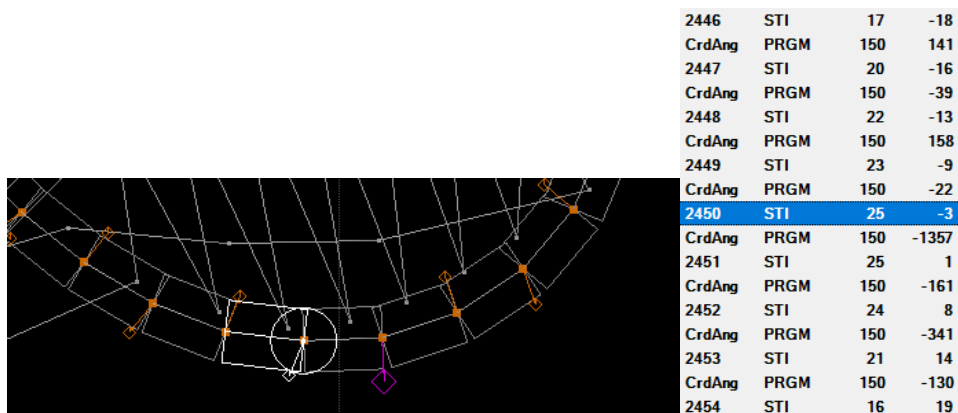 2446 STI 17 -18
CrdAng PRGM 150 141
2447 STI 20 -16
CrdAng PRGM 150 -39
2448 STI 22 -13
CrdAng PRGM 150 158
2449 STI 23 -9
CrdAng PRGM 150 -22
2450 STI 25 -3
CrdAng PRGM 150 -1357
2451 STI 25 1
CrdAng PRGM 150 -161
2452 STI 24 8
CrdAng PRGM 150 -341
2453 STI 21 14
CrdAng PRGM 150 -130
2454 STI 16 19